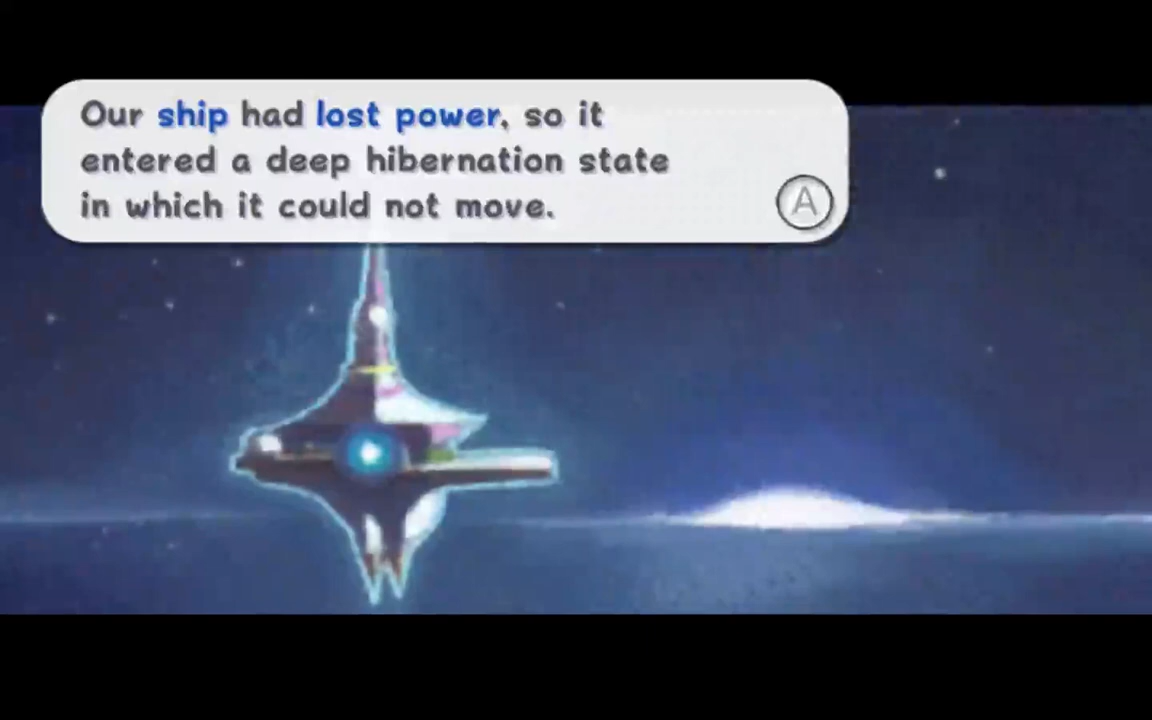 Our ship had lost power, so it
entered a deep hibernation state
in which it could not move.
A